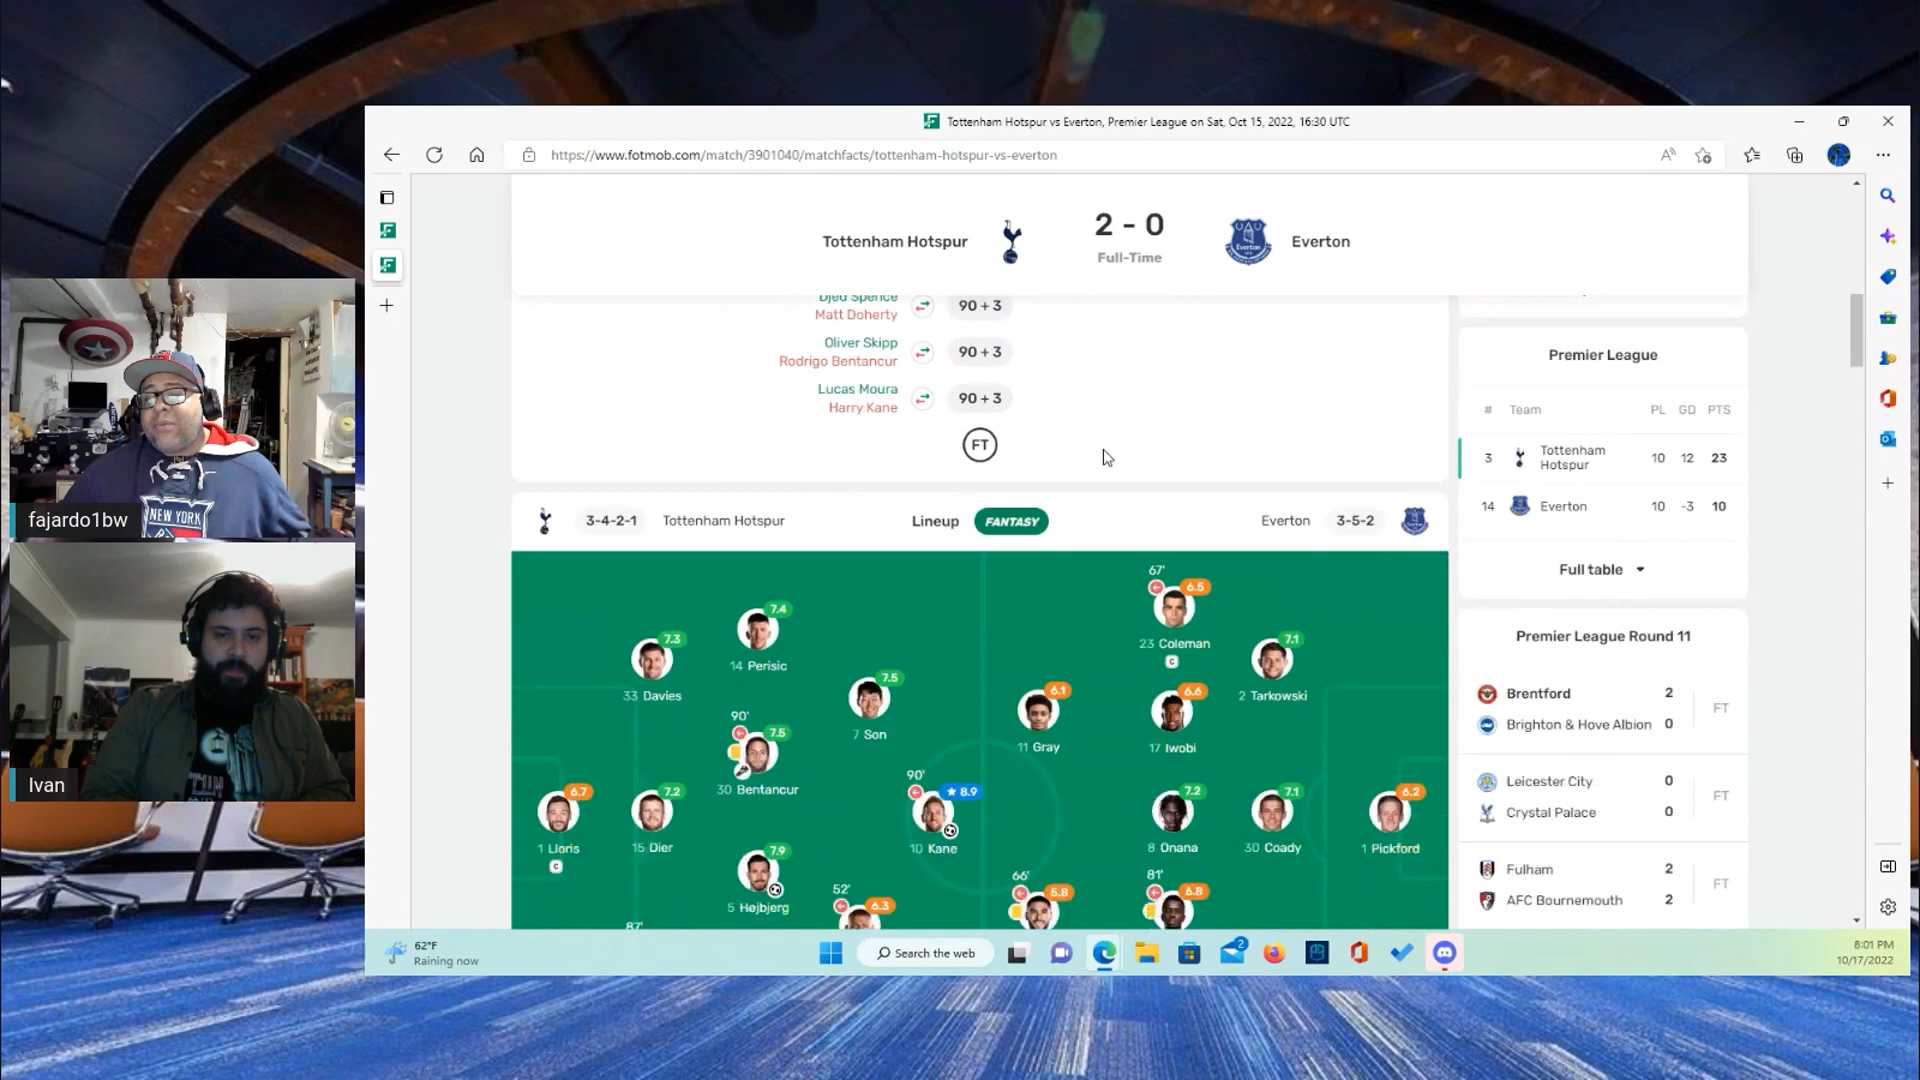 Tottenham Hotspur vs Everton, Premier League on Sat, Oct 15, 2022, 16:30 UTC
https://www.fotmob.com/match/3901040/matchfacts/tottenham-hotspur-vs-everton
Tottenham Hotspur
2 - 0
Full-Time
Everton
Djed Spence
Matt Doherty
90 + 3
Oliver Skipp
Rodrigo Bentancur
90 + 3
Lucas Moura
Harry Kane
90 + 3
FT
3-4-2-1
Tottenham Hotspur
Lineup
FANTASY
Everton
3-5-2
67'
6.5
23 Coleman
C
7.4
14 Perisic
7.3
33 Davies
7.1
2 Tarkowski
7.5
7 Son
6.1
11 Gray
6.6
17 Iwobi
90'
7.5
30 Bentancur
90'
8.9
10 Kane
6.7
1 Lloris
C
7.2
15 Dier
7.2
8 Onana
7.1
30 Coady
6.2
1 Pickford
7.9
5 Højbjerg
52'
6.3
66'
5.8
81'
6.8
87'
Premier League
# Team PL GD PTS
3 Tottenham Hotspur 10 12 23
14 Everton 10 -3 10
Full table
Premier League Round 11
Brentford 2
Brighton & Hove Albion 0
FT
Leicester City 0
Crystal Palace 0
FT
Fulham 2
AFC Bournemouth 2
FT
fajardo1bw
NEW YORK
Ivan
62°F
Raining now
Search the web
2
8:01 PM
10/17/2022